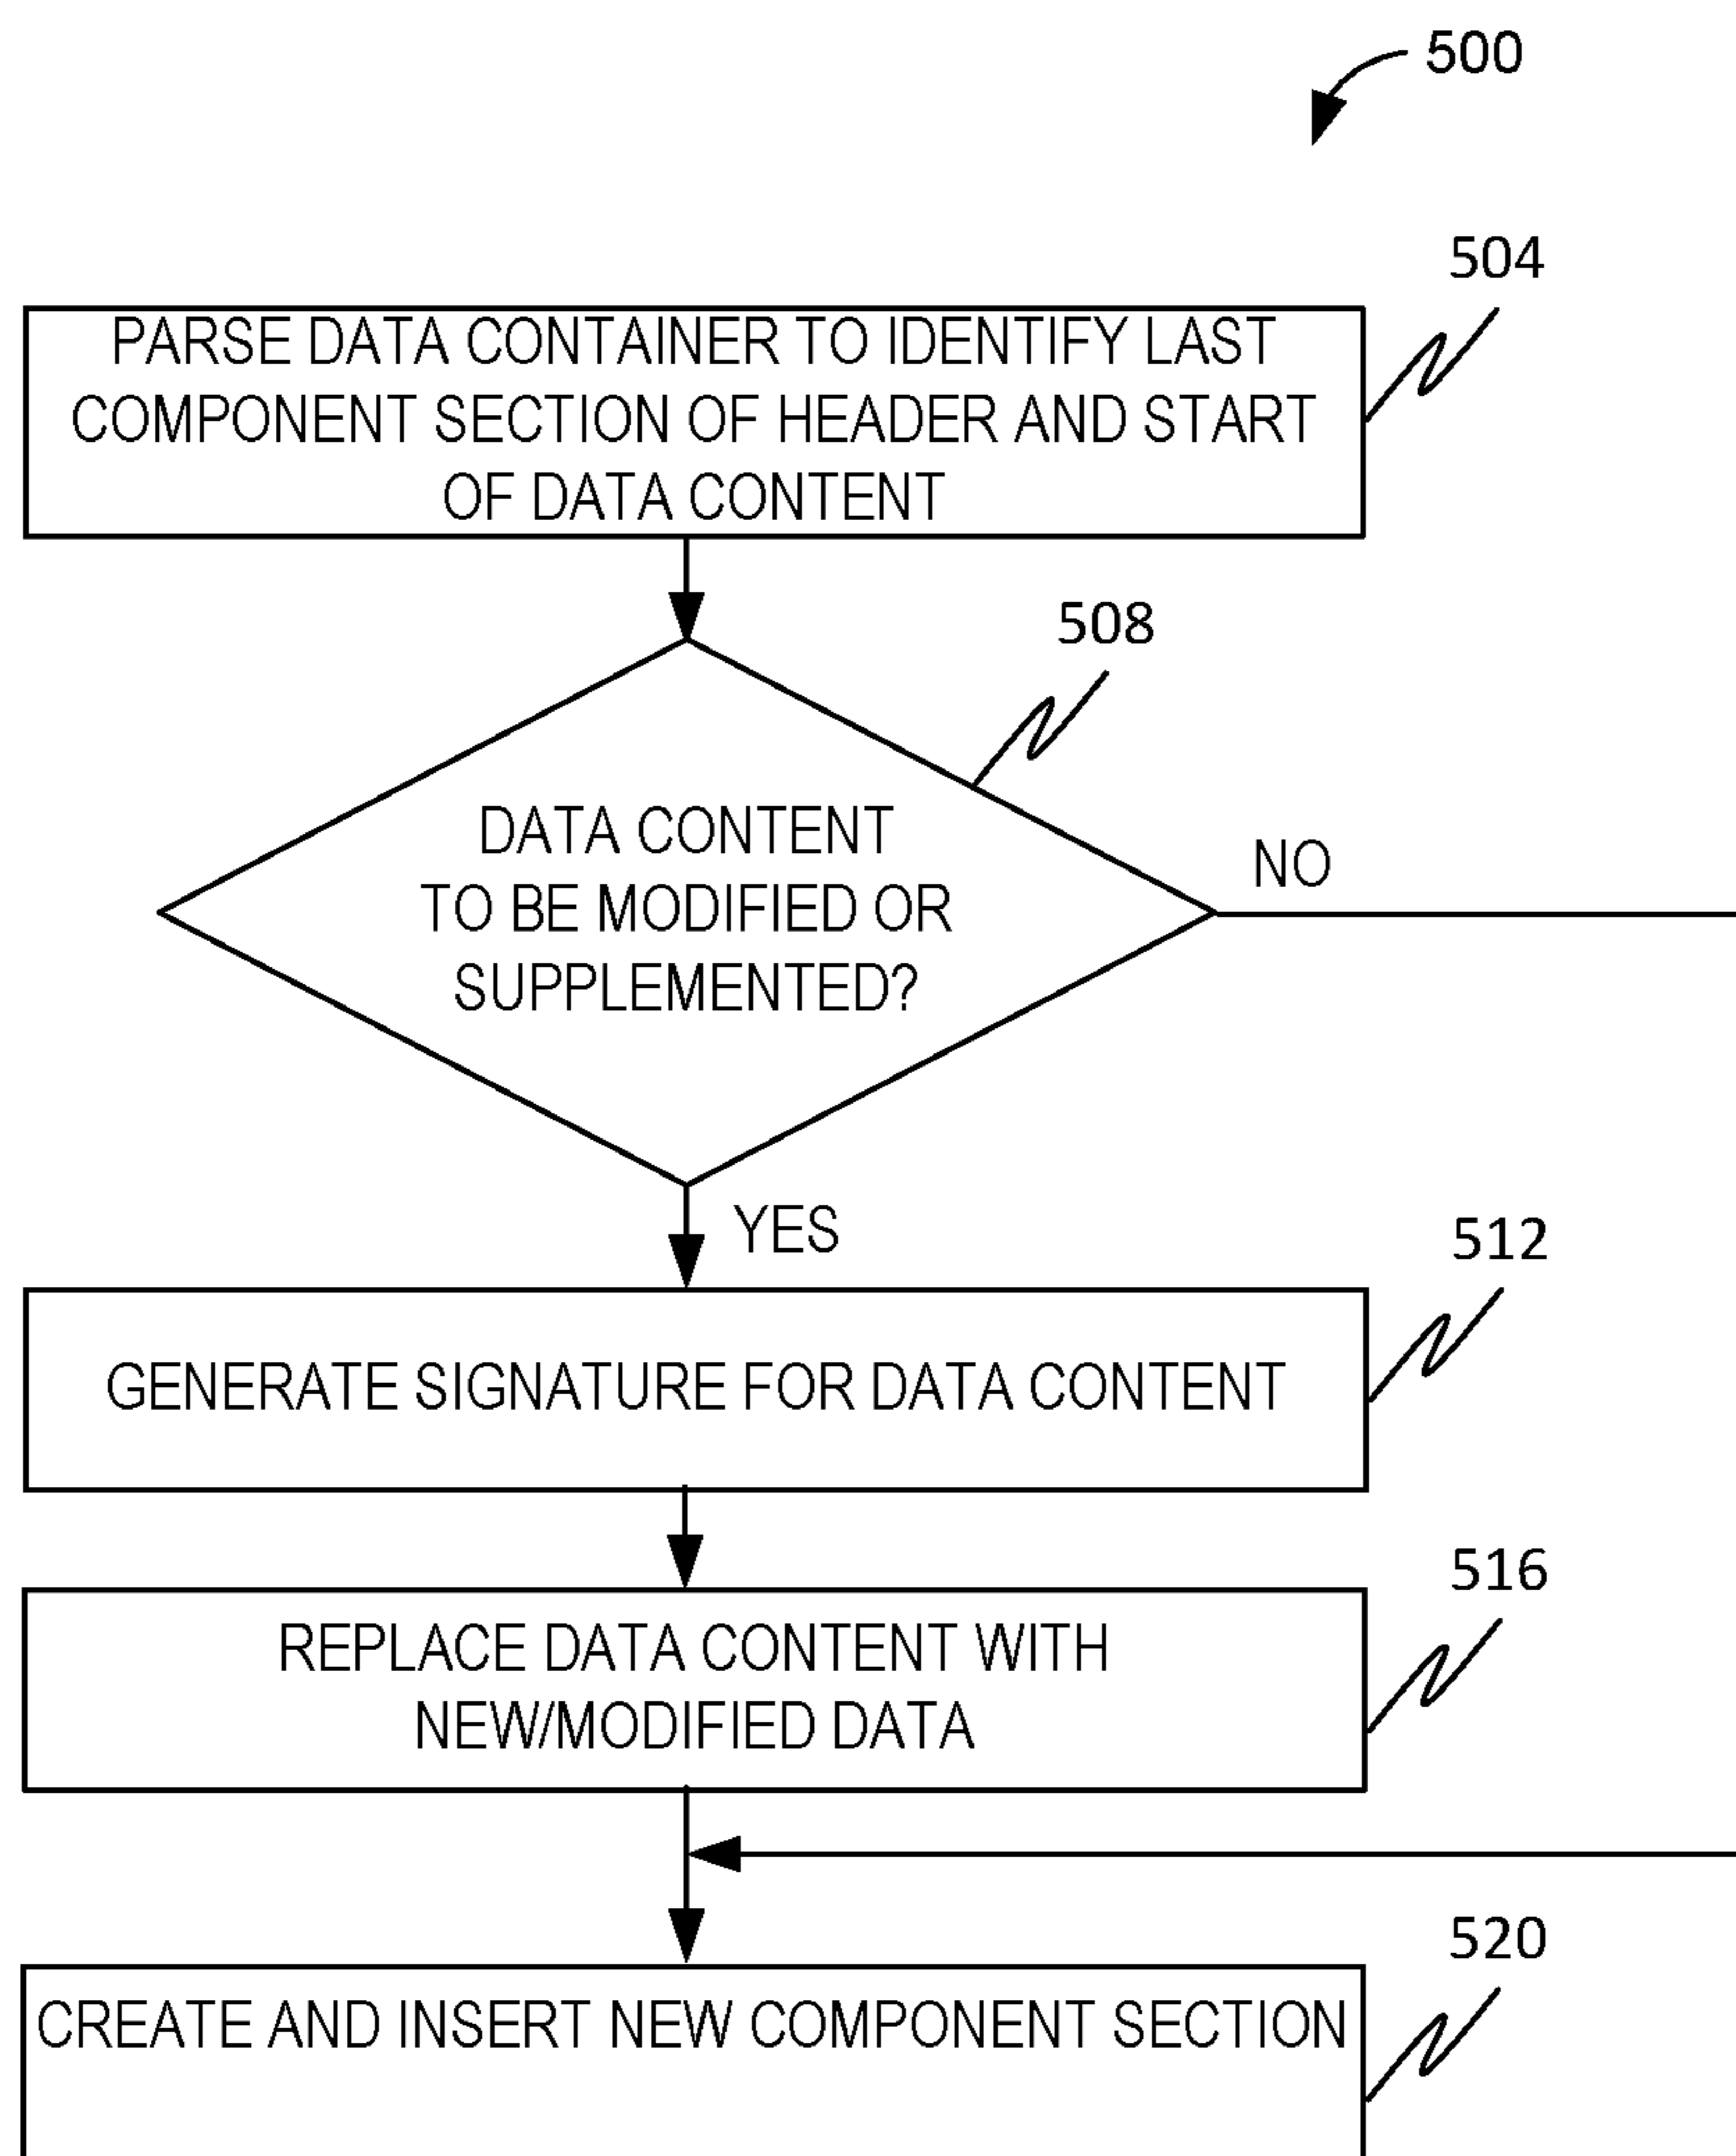 500
504
PARSE DATA CONTAINER TO IDENTIFY LAST
COMPONENT SECTION OF HEADER AND START
OF DATA CONTENT
508
DATA CONTENT
TO BE MODIFIED OR
SUPPLEMENTED?
NO
YES
512
GENERATE SIGNATURE FOR DATA CONTENT
516
REPLACE DATA CONTENT WITH
NEW/MODIFIED DATA
520
CREATE AND INSERT NEW COMPONENT SECTION